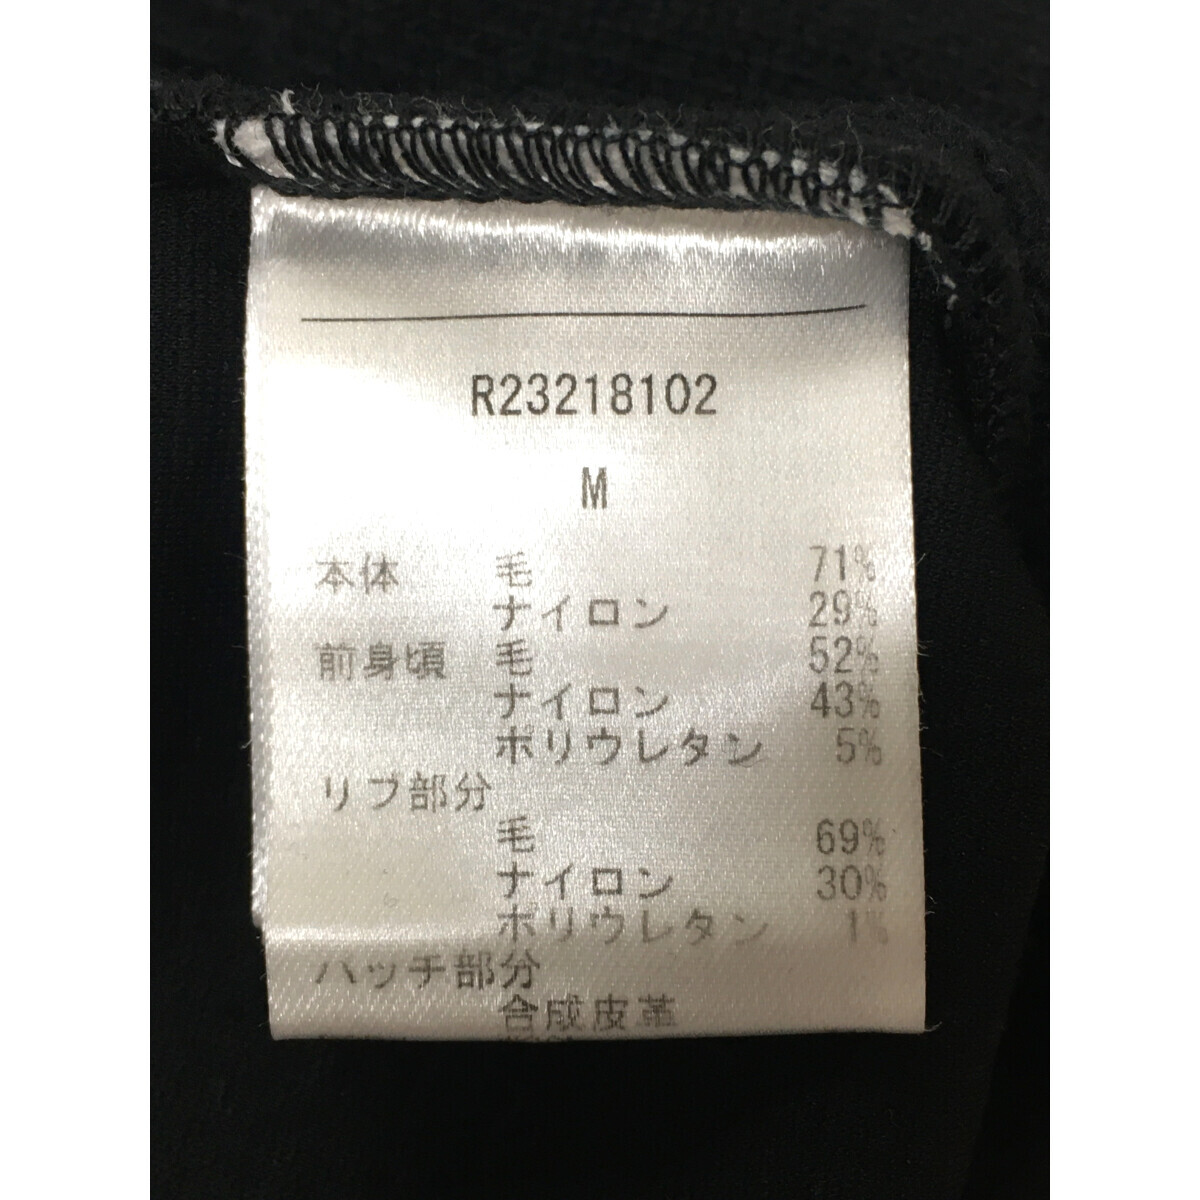 R23218102
M
本体 毛 71%
ナイロン 29%
前身頃 毛 52%
ナイロン 43%
ポリウレタン 5%
リブ部分
毛 69%
ナイロン 30%
ポリウレタン 1%
パッチ部分
合成皮革